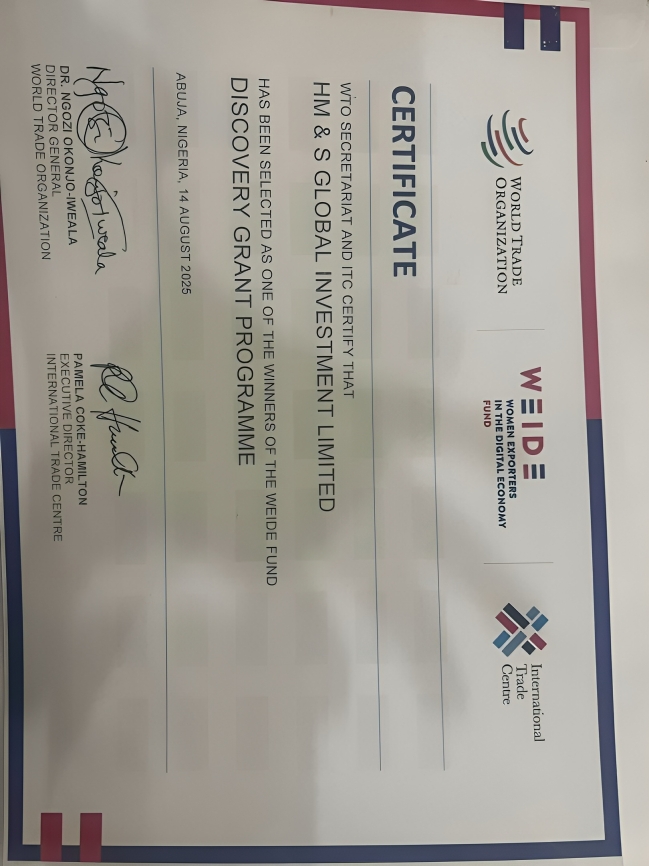 WORLD TRADE
ORGANIZATION
WEIDE
WOMEN EXPORTERS
IN THE DIGITAL ECONOMY
FUND
International
Trade
Centre
CERTIFICATE
WTO SECRETARIAT AND ITC CERTIFY THAT
HM & S GLOBAL INVESTMENT LIMITED
HAS BEEN SELECTED AS ONE OF THE WINNERS OF THE WEIDE FUND
DISCOVERY GRANT PROGRAMME
ABUJA, NIGERIA, 14 AUGUST 2025
Ngozi Okonjo Iweala
DR. NGOZI OKONJO-IWEALA
DIRECTOR GENERAL
WORLD TRADE ORGANIZATION
PAMELA COKE-HAMILTON
EXECUTIVE DIRECTOR
INTERNATIONAL TRADE CENTRE